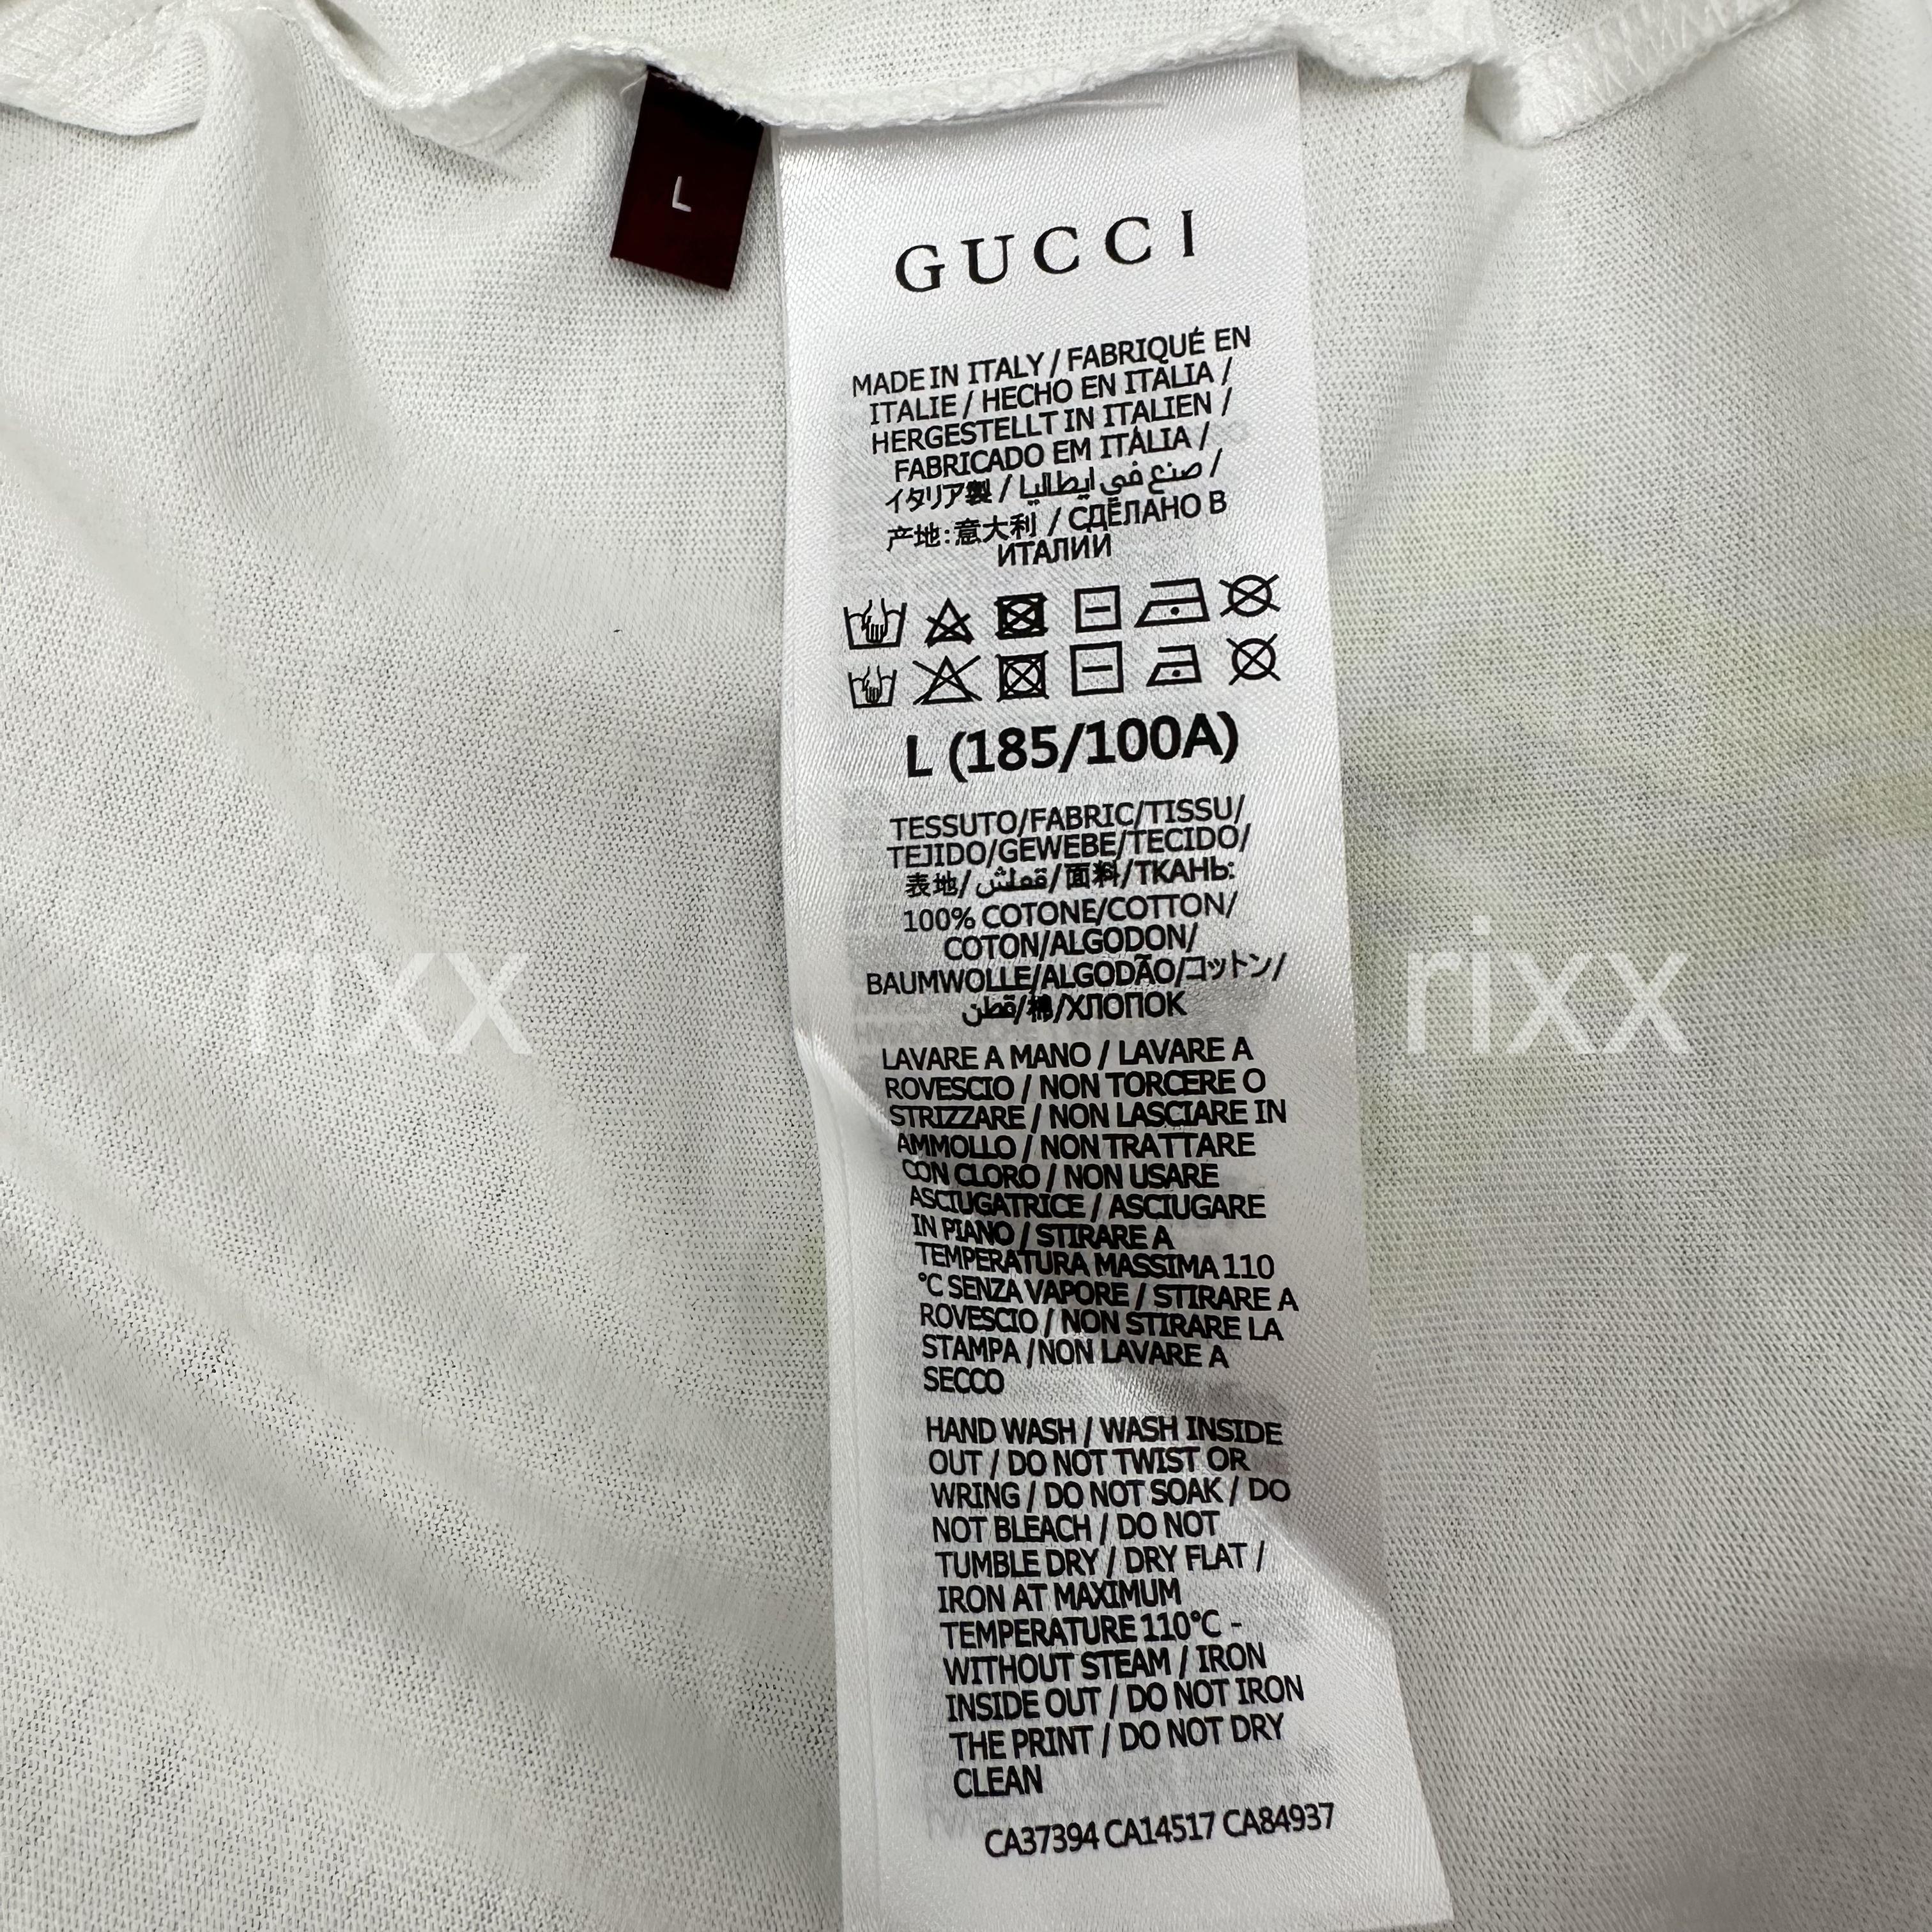 L
GUCCI
MADE IN ITALY / FABRIQUÉ EN
ITALIE / HECHO EN ITALIA /
HERGESTELLT IN ITALIEN /
FABRICADO EM ITÁLIA /
イタリア製 / صنع في ايطاليا /
产地:意大利 / СДЕЛАНО В
ИТАЛИИ
L (185/100A)
TESSUTO/FABRIC/TISSU/
TEJIDO/GEWEBE/TECIDO/
表地/قماش/面料/ТКАНЬ:
100% COTONE/COTTON/
COTON/ALGODON/
BAUMWOLLE/ALGODÃO/コットン/
قطن/棉/ХЛОПОК
rixx
rixx
LAVARE A MANO / LAVARE A
ROVESCIO / NON TORCERE O
STRIZZARE / NON LASCIARE IN
AMMOLLO / NON TRATTARE
CON CLORO / NON USARE
ASCIUGATRICE / ASCIUGARE
IN PIANO / STIRARE A
TEMPERATURA MASSIMA 110
°C SENZA VAPORE / STIRARE A
ROVESCIO / NON STIRARE LA
STAMPA /NON LAVARE A
SECCO
HAND WASH / WASH INSIDE
OUT / DO NOT TWIST OR
WRING / DO NOT SOAK / DO
NOT BLEACH / DO NOT
TUMBLE DRY / DRY FLAT /
IRON AT MAXIMUM
TEMPERATURE 110°C -
WITHOUT STEAM / IRON
INSIDE OUT / DO NOT IRON
THE PRINT / DO NOT DRY
CLEAN
CA37394 CA14517 CA84937